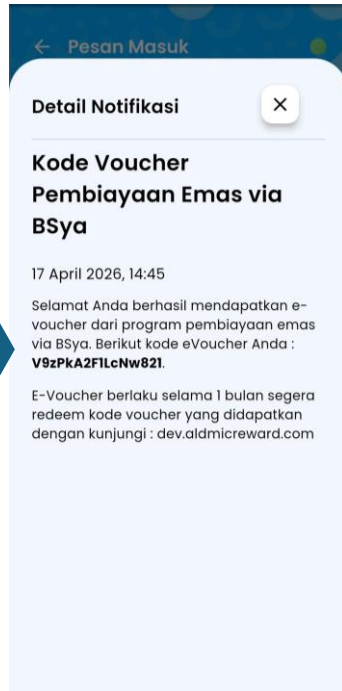 ← Pesan Masuk
Detail Notifikasi
Kode Voucher
Pembiayaan Emas via
BSya
17 April 2026, 14:45
Selamat Anda berhasil mendapatkan e-
voucher dari program pembiayaan emas
via BSya. Berikut kode eVoucher Anda :
V9zPkA2F1LcNw821.
E-Voucher berlaku selama 1 bulan segera
redeem kode voucher yang didapatkan
dengan kunjungi : dev.aldmicreward.com